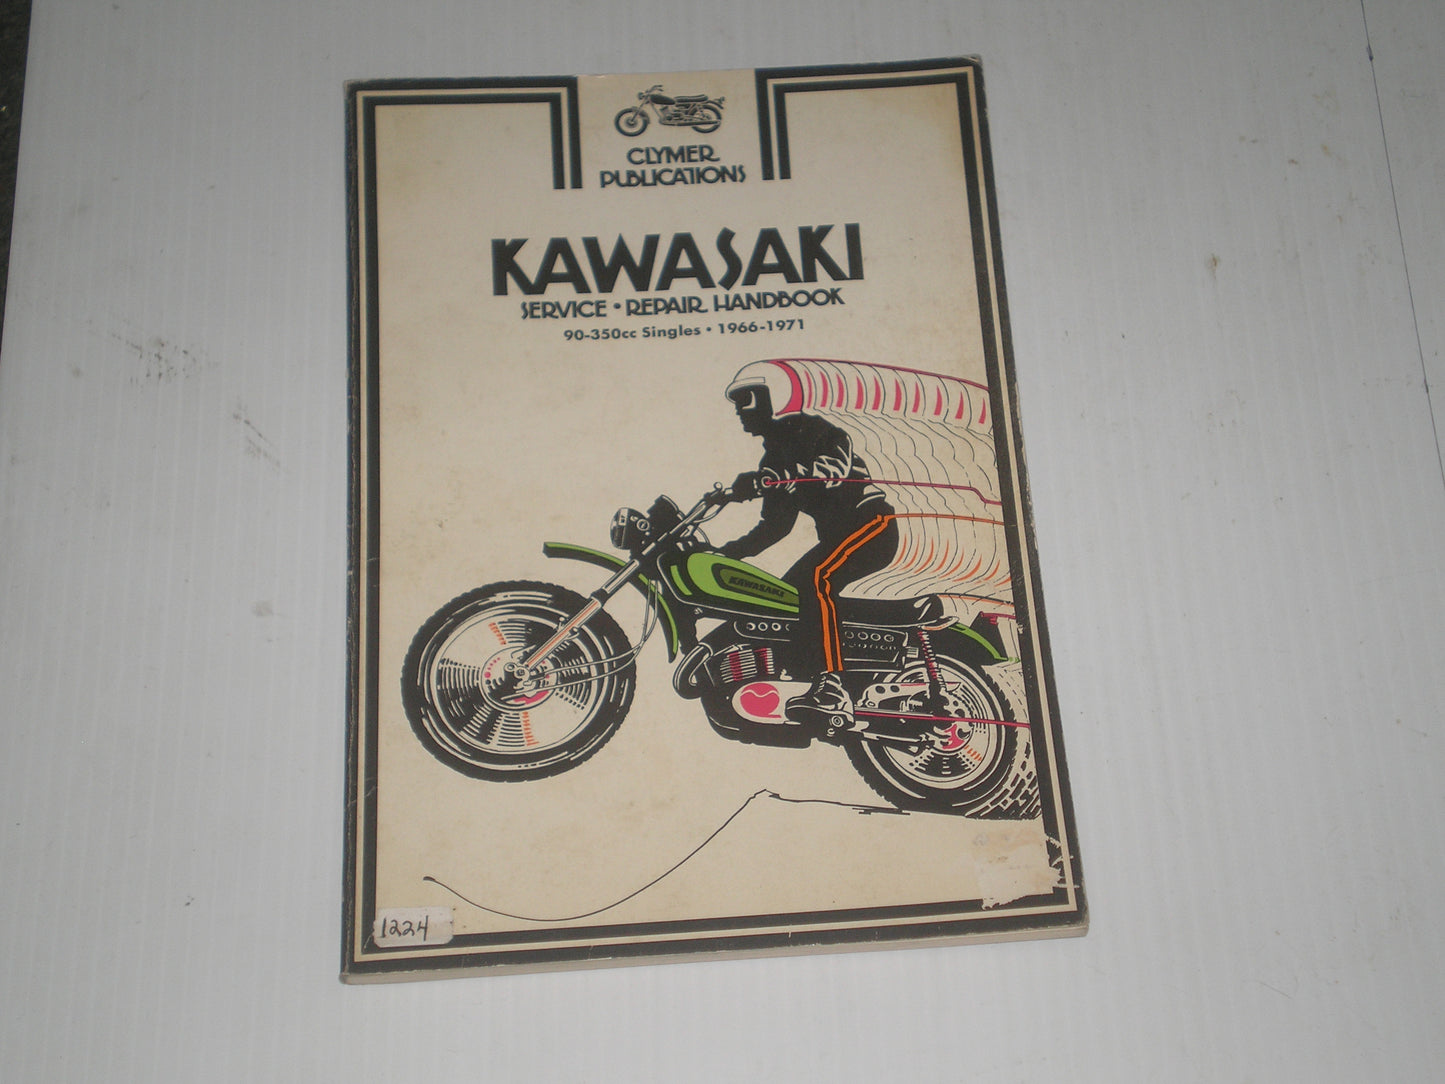 CLYMER
PUBLICATIONS
KAWASAKI
SERVICE • REPAIR HANDBOOK
90-350cc Singles • 1966-1971
KAWASAKI
1224